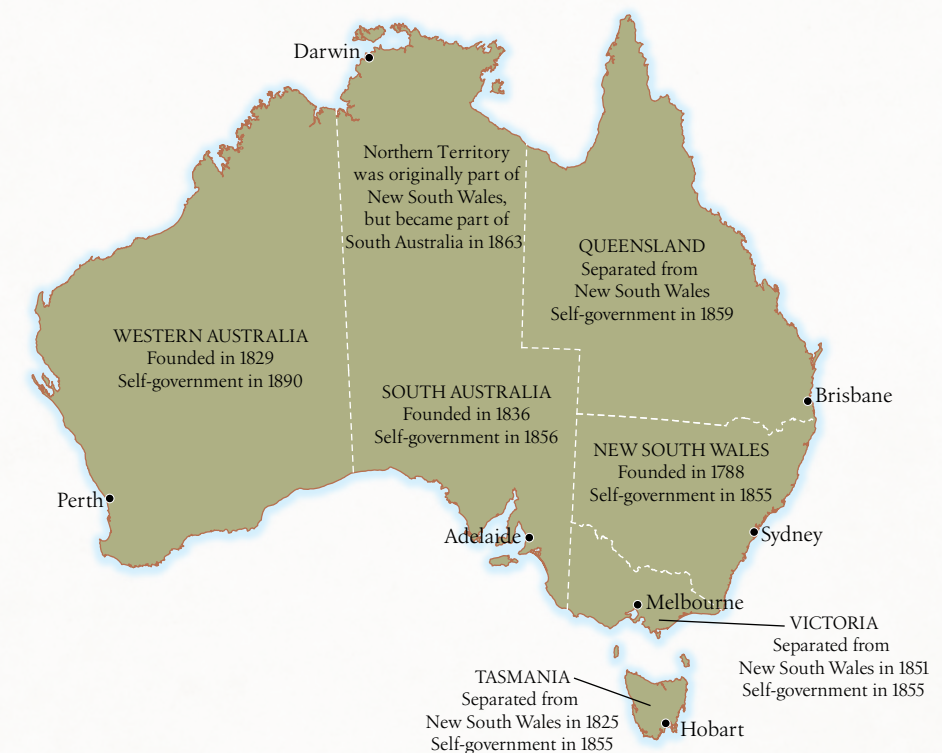 Darwin
Northern Territory
was originally part of
New South Wales,
but became part of
South Australia in 1863
QUEENSLAND
Separated from
New South Wales
Self-government in 1859
WESTERN AUSTRALIA
Founded in 1829
Self-government in 1890
SOUTH AUSTRALIA
Founded in 1836
Self-government in 1856
Brisbane
NEW SOUTH WALES
Founded in 1788
Self-government in 1855
Perth
Adelaide
Sydney
Melbourne
VICTORIA
Separated from
New South Wales in 1851
Self-government in 1855
TASMANIA
Separated from
New South Wales in 1825
Self-government in 1855
Hobart